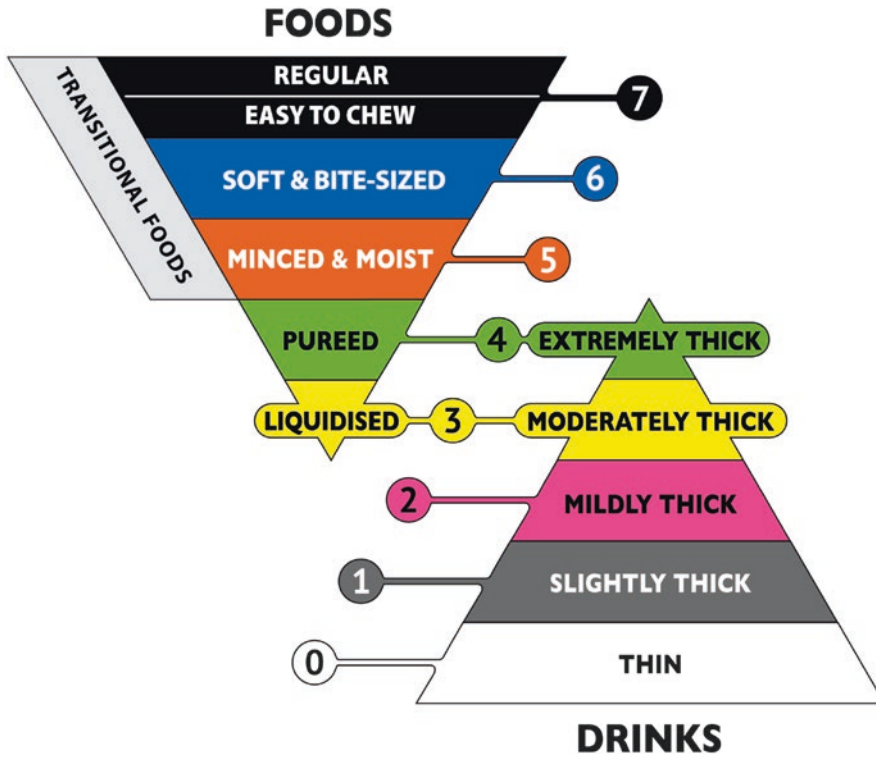 FOODS
REGULAR
EASY TO CHEW
7
TRANSITIONAL FOODS
SOFT & BITE-SIZED
6
MINCED & MOIST
5
PUREED
4
EXTREMELY THICK
LIQUIDISED
3
MODERATELY THICK
2
MILDLY THICK
1
SLIGHTLY THICK
0
THIN
DRINKS